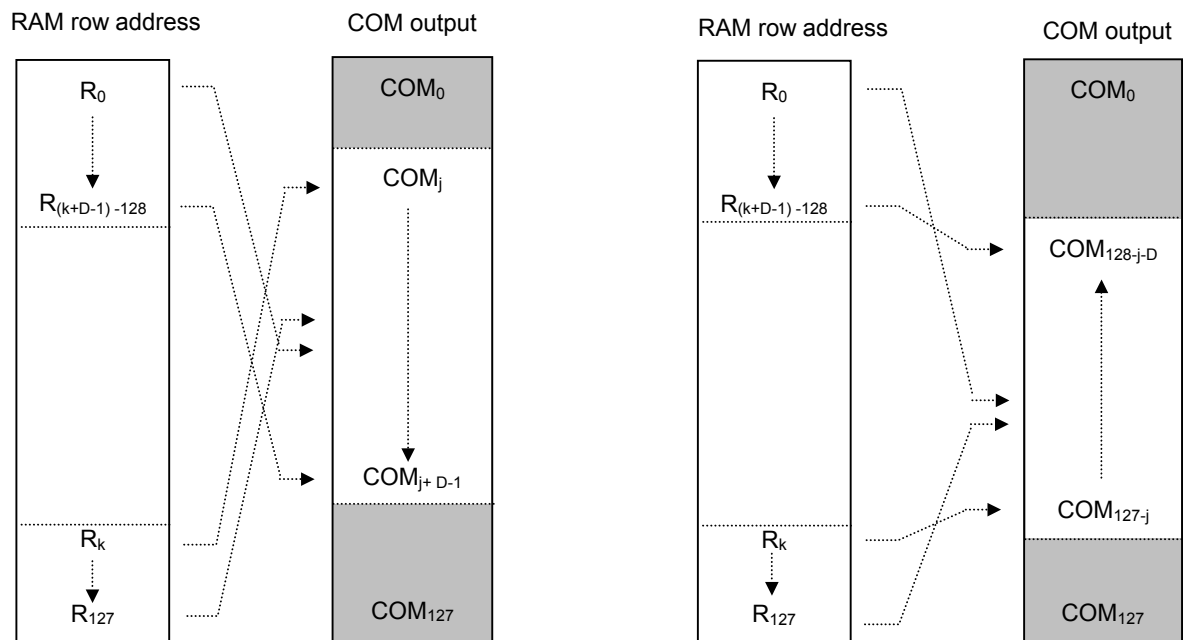 RAM row address
COM output
R0
COM0
COMj
R(k+D-1) -128
COMj+ D-1
Rk
R127
COM127
RAM row address
COM output
R0
COM0
R(k+D-1) -128
COM128-j-D
COM127-j
Rk
R127
COM127